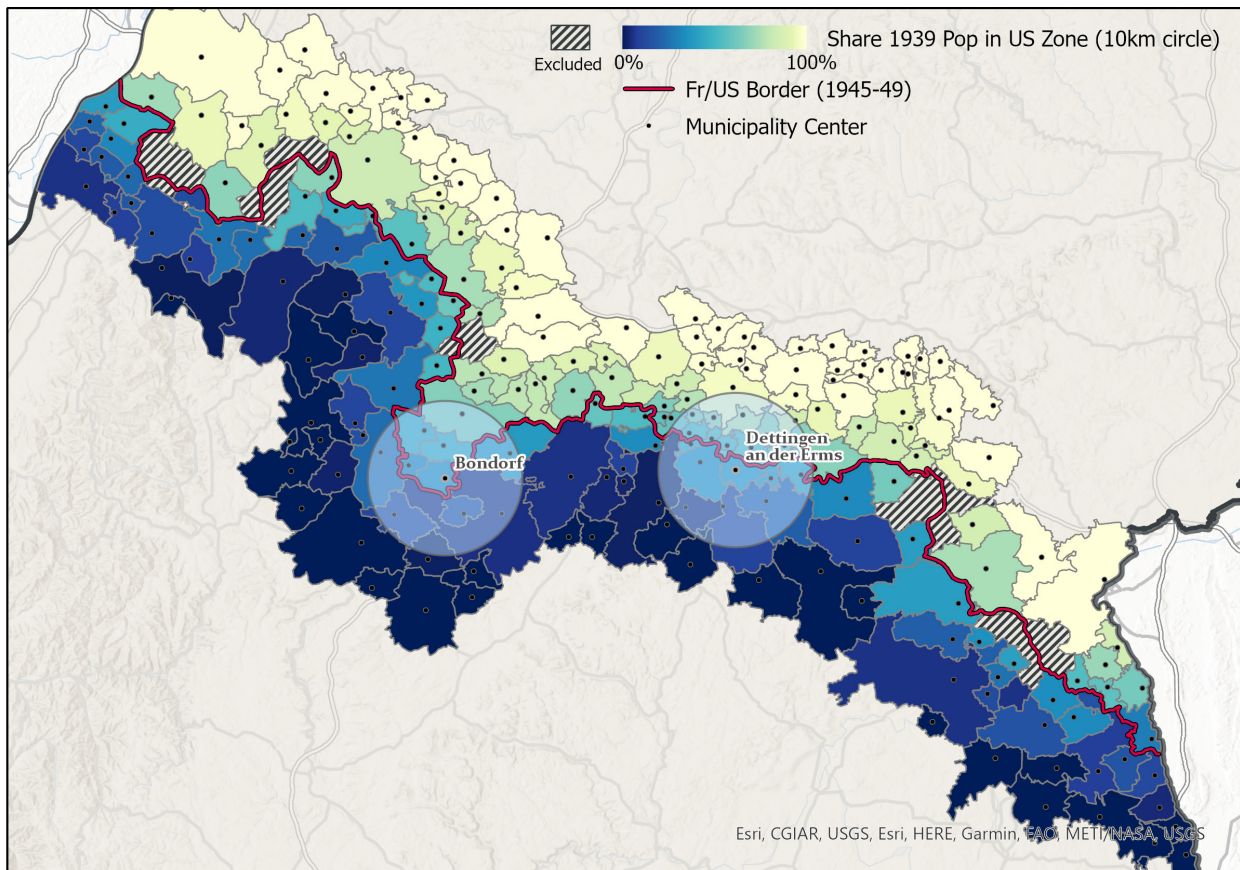 Excluded
0%
100%
Share 1939 Pop in US Zone (10km circle)
Fr/US Border (1945-49)
Municipality Center
Bondorf
Dettingen
an der Erms
Esri, CGIAR, USGS, Esri, HERE, Garmin, FAO, METI/NASA, USGS